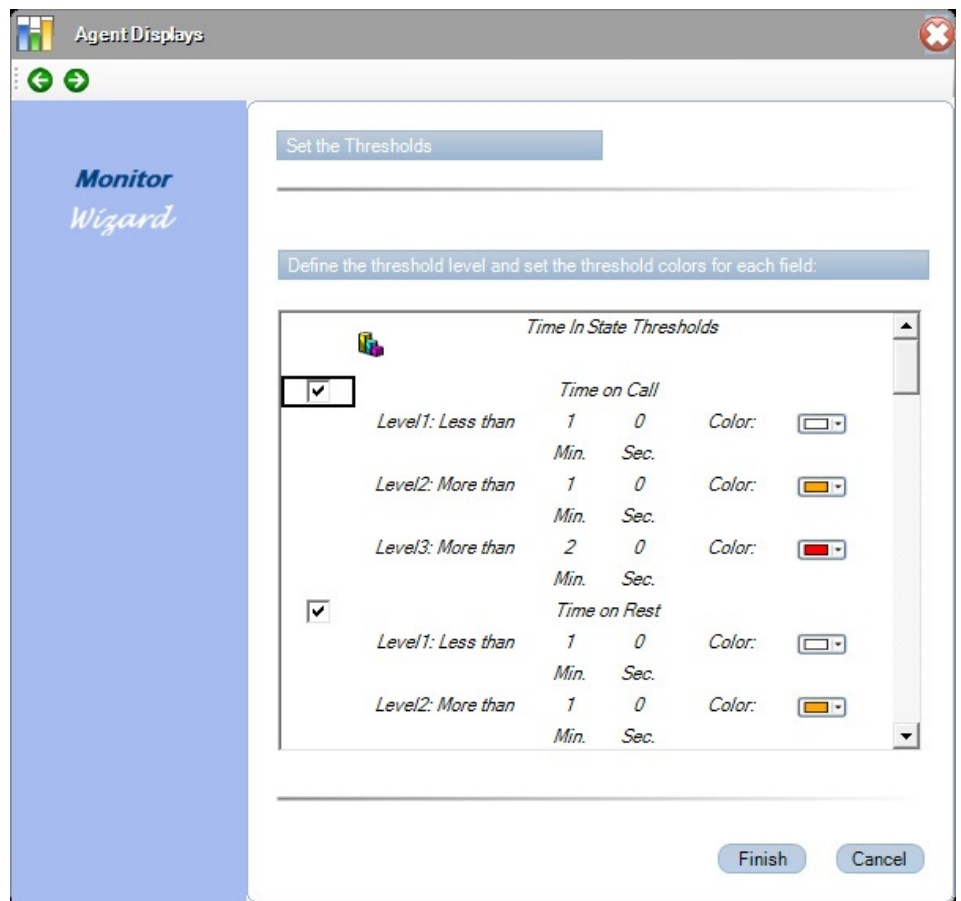 Agent Displays
Monitor
Wizard
Set the Thresholds
Define the threshold level and set the threshold colors for each field:
Time In State Thresholds
Time on Call
Level1: Less than 1 0 Color:
Min. Sec.
Level2: More than 1 0 Color:
Min. Sec.
Level3: More than 2 0 Color:
Min. Sec.
Time on Rest
Level1: Less than 1 0 Color:
Min. Sec.
Level2: More than 1 0 Color:
Min. Sec.
Finish Cancel